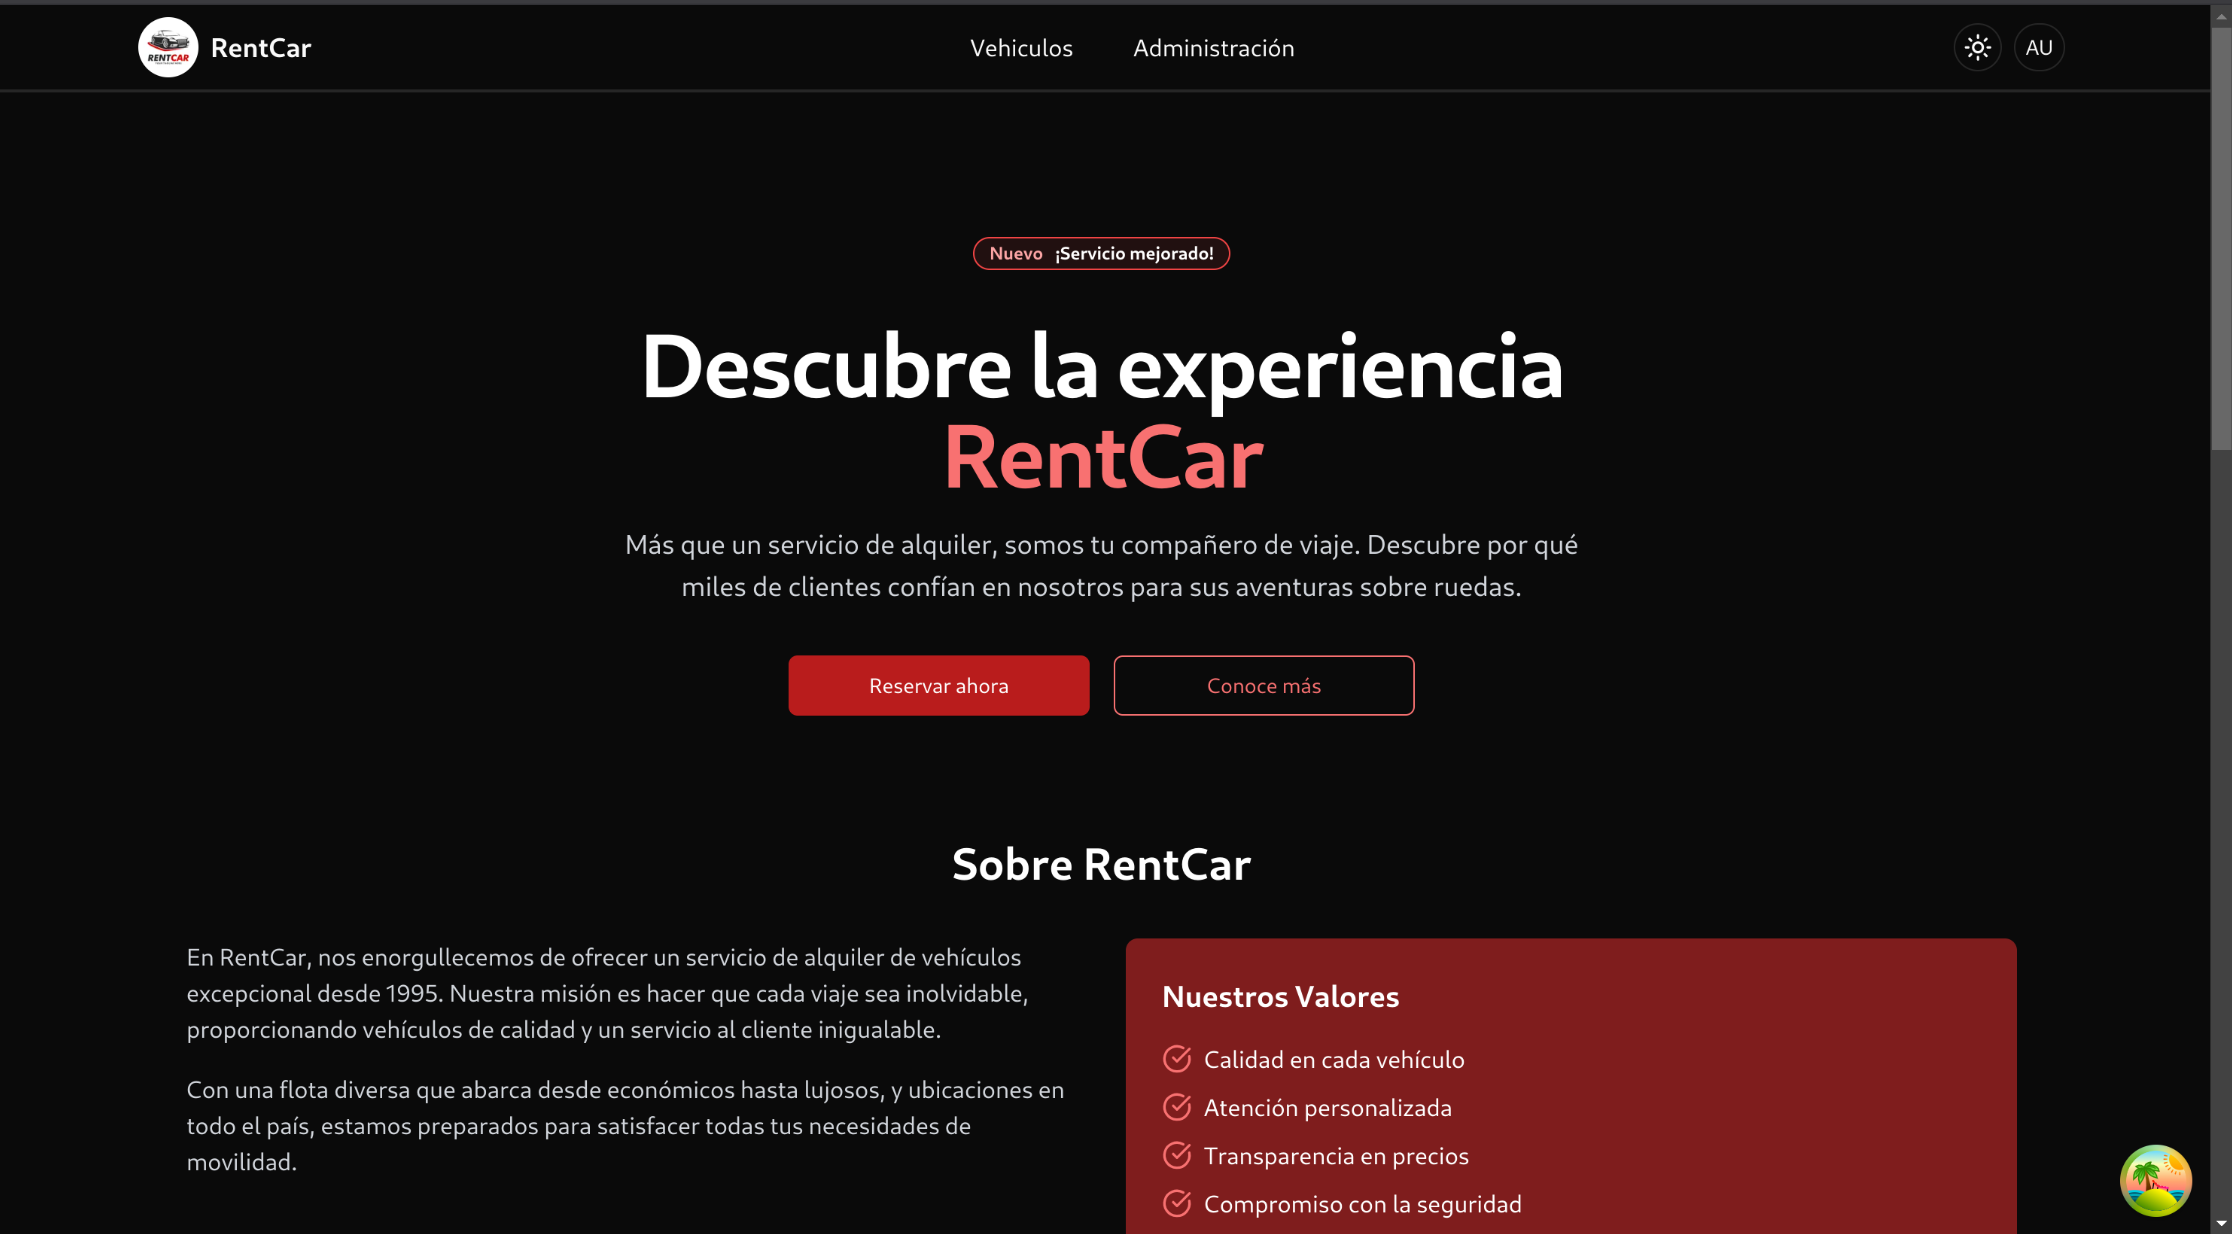 RENTCAR
RentCar
Vehiculos
Administración
AU
Nuevo ¡Servicio mejorado!
Descubre la experiencia
RentCar
Más que un servicio de alquiler, somos tu compañero de viaje. Descubre por qué
miles de clientes confían en nosotros para sus aventuras sobre ruedas.
Reservar ahora
Conoce más
Sobre RentCar
En RentCar, nos enorgullecemos de ofrecer un servicio de alquiler de vehículos
excepcional desde 1995. Nuestra misión es hacer que cada viaje sea inolvidable,
proporcionando vehículos de calidad y un servicio al cliente inigualable.
Con una flota diversa que abarca desde económicos hasta lujosos, y ubicaciones en
todo el país, estamos preparados para satisfacer todas tus necesidades de
movilidad.
Nuestros Valores
Calidad en cada vehículo
Atención personalizada
Transparencia en precios
Compromiso con la seguridad